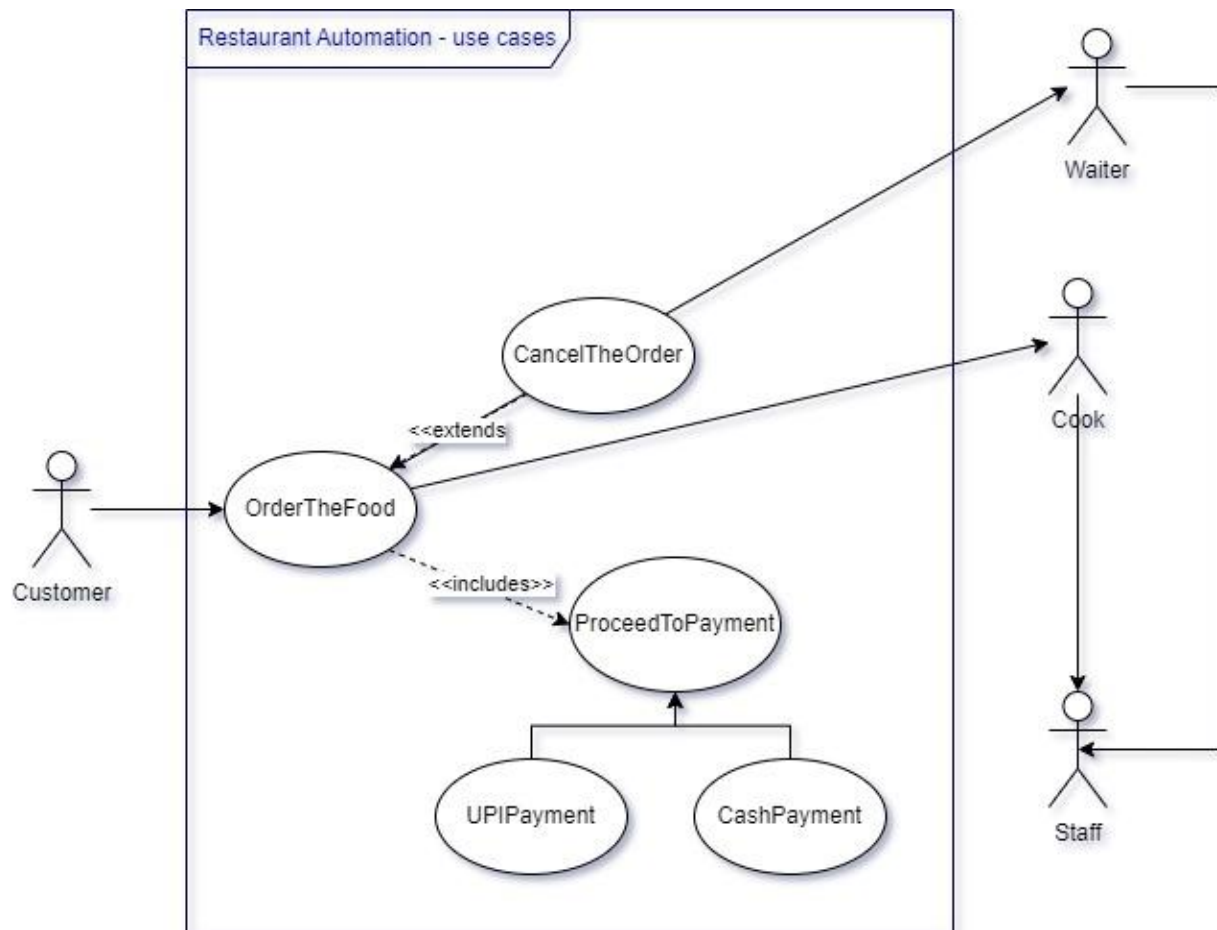 Restaurant Automation - use cases
Waiter
CancelTheOrder
Cook
<<extends
OrderTheFood
Customer
<<includes>>
ProceedToPayment
UPIPayment
CashPayment
Staff